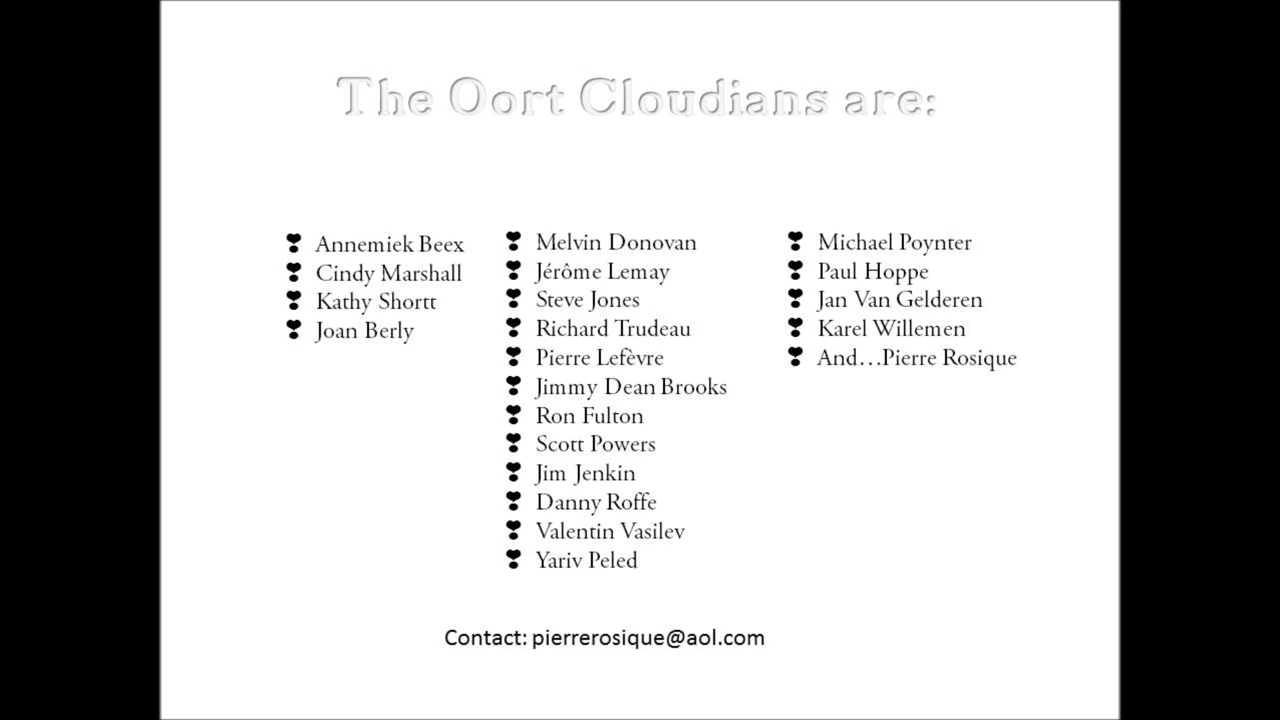 The Oort Cloudians are:
Annemiek Beex
Cindy Marshall
Kathy Shortt
Joan Berly
Melvin Donovan
Jérôme Lemay
Steve Jones
Richard Trudeau
Pierre Lefèvre
Jimmy Dean Brooks
Ron Fulton
Scott Powers
Jim Jenkin
Danny Roffe
Valentin Vasilev
Yariv Peled
Michael Poynter
Paul Hoppe
Jan Van Gelderen
Karel Willemen
And...Pierre Rosique
Contact: pierrerosique@aol.com